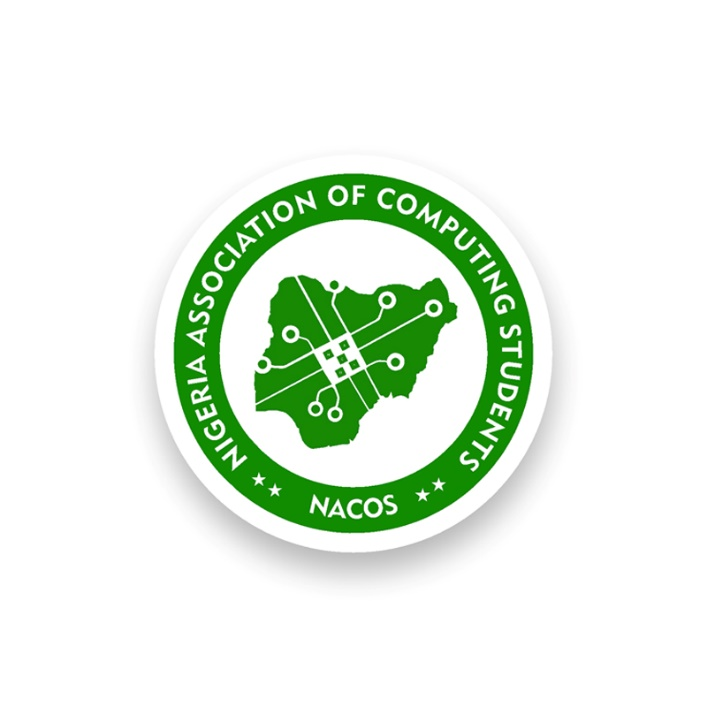 NIGERIA ASSOCIATION OF COMPUTING STUDENTS
NACOS